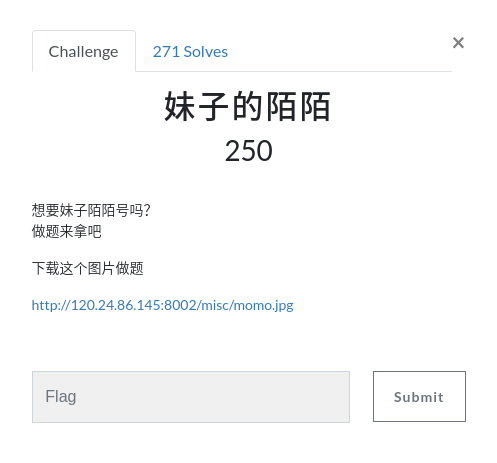 Challenge
271 Solves
×
妹子的陌陌
250
想要妹子陌陌号吗?
做题来拿吧
下载这个图片做题
http://120.24.86.145:8002/misc/momo.jpg
Flag
Submit